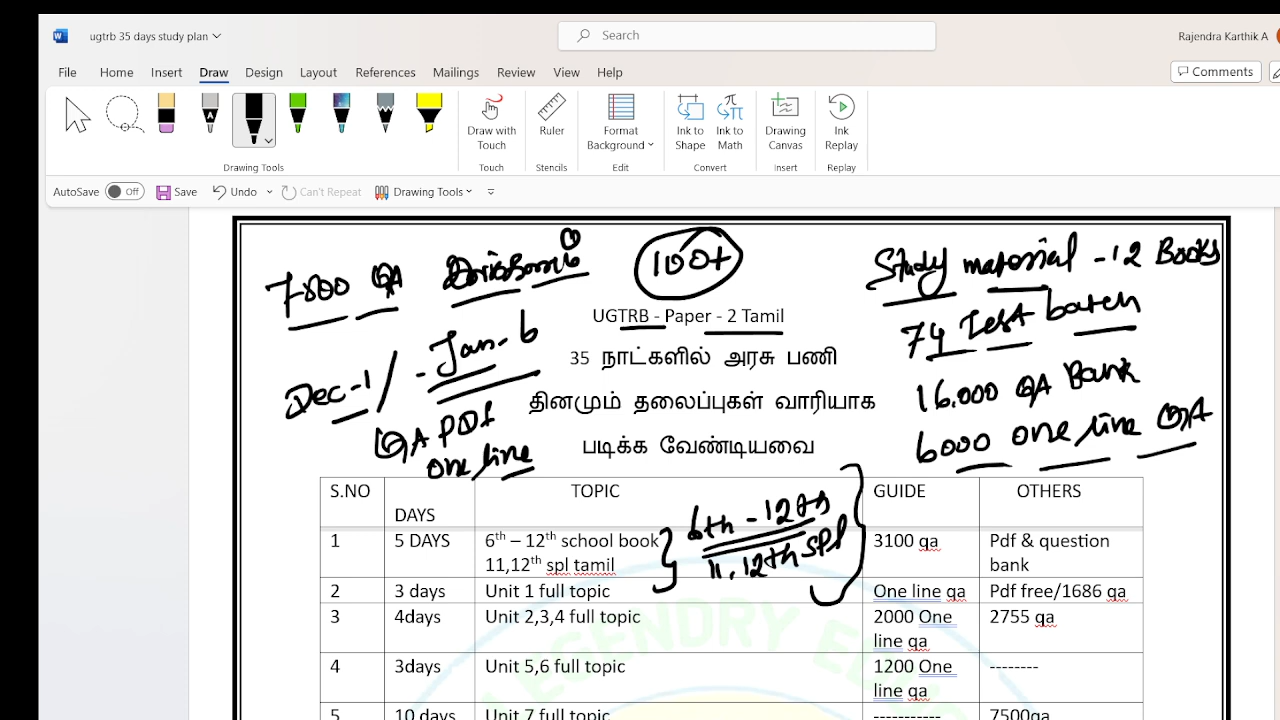 ugtrb 35 days study plan
Search
Rajendra Karthik A
File Home Insert Draw Design Layout References Mailings Review View Help
Comments
Draw with Touch
Ruler
Format Background
Ink to Shape
Ink to Math
Drawing Canvas
Ink Replay
Drawing Tools Touch Stencils Edit Convert Insert Replay
AutoSave Off Save Undo Can't Repeat Drawing Tools
QA
100+
Study material - 12 Books
UGTRB - Paper - 2 Tamil
74 Test batch
Dec-1/ - Jan-6
35 நாட்களில் அரசு பணி
16.000 QA Bank
தினமும் தலைப்புகள் வாரியாக
QA PDF
6000 one line QA
one line
படிக்க வேண்டியவை
S.NO DAYS TOPIC GUIDE OTHERS
6th - 12th
11, 12th spl
1 5 DAYS 6th – 12th school book 3100 qa Pdf & question
11,12th spl tamil bank
2 3 days Unit 1 full topic One line qa Pdf free/1686 qa
3 4days Unit 2,3,4 full topic 2000 One 2755 qa
line qa
4 3days Unit 5,6 full topic 1200 One --------
line qa
5 10 days Unit 7 full topic ----------- 7500qa